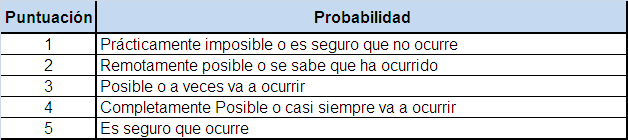 Puntuación Probabilidad
1 Prácticamente imposible o es seguro que no ocurre
2 Remotamente posible o se sabe que ha ocurrido
3 Posible o a veces va a ocurrir
4 Completamente Posible o casi siempre va a ocurrir
5 Es seguro que ocurre